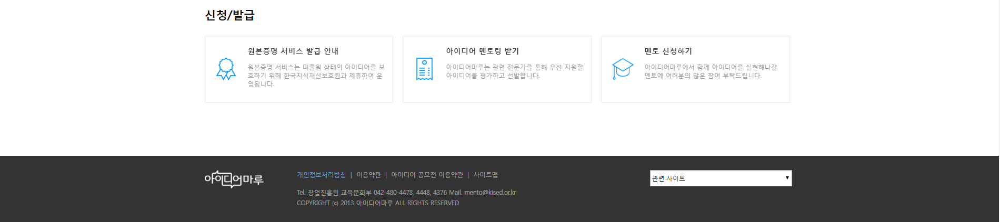 신청/발급
원본증명 서비스 발급 안내
원본증명 서비스는 미출원 상태의 아이디어를 보
호하기 위해 한국지식재산보호원과 제휴하여 운
영됩니다.
아이디어 멘토링 받기
아이디어마루는 관련 전문가를 통해 우선 지원할
아이디어를 평가하고 선발합니다.
멘토 신청하기
아이디어마루에서 함께 아이디어를 실현해나갈
멘토에 여러분의 많은 참여 부탁드립니다.
아이디어마루
개인정보처리방침 | 이용약관 | 아이디어 공모전 이용약관 | 사이트맵
Tel. 창업진흥원 교육문화부 042-480-4478, 4448, 4376 Mail. mento@kised.or.kr
COPYRIGHT (c) 2013 아이디어마루 ALL RIGHTS RESERVED
관련 사이트